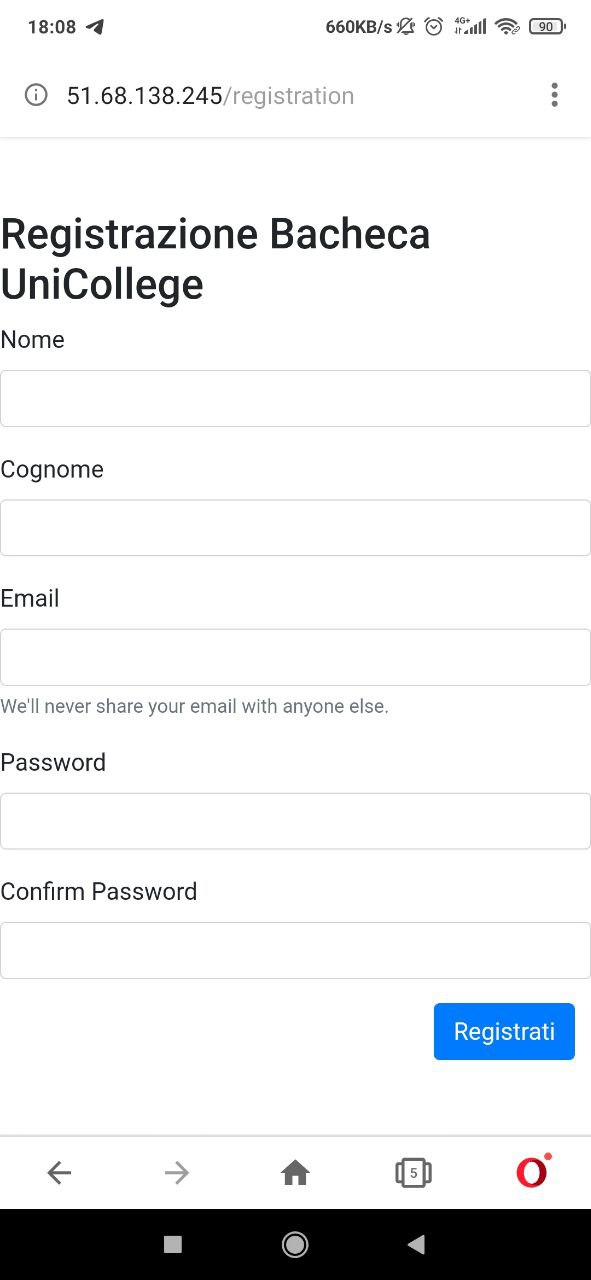 18:08 660KB/s 4G+ 90
51.68.138.245/registration
Registrazione Bacheca
UniCollege
Nome
Cognome
Email
We'll never share your email with anyone else.
Password
Confirm Password
Registrati
5